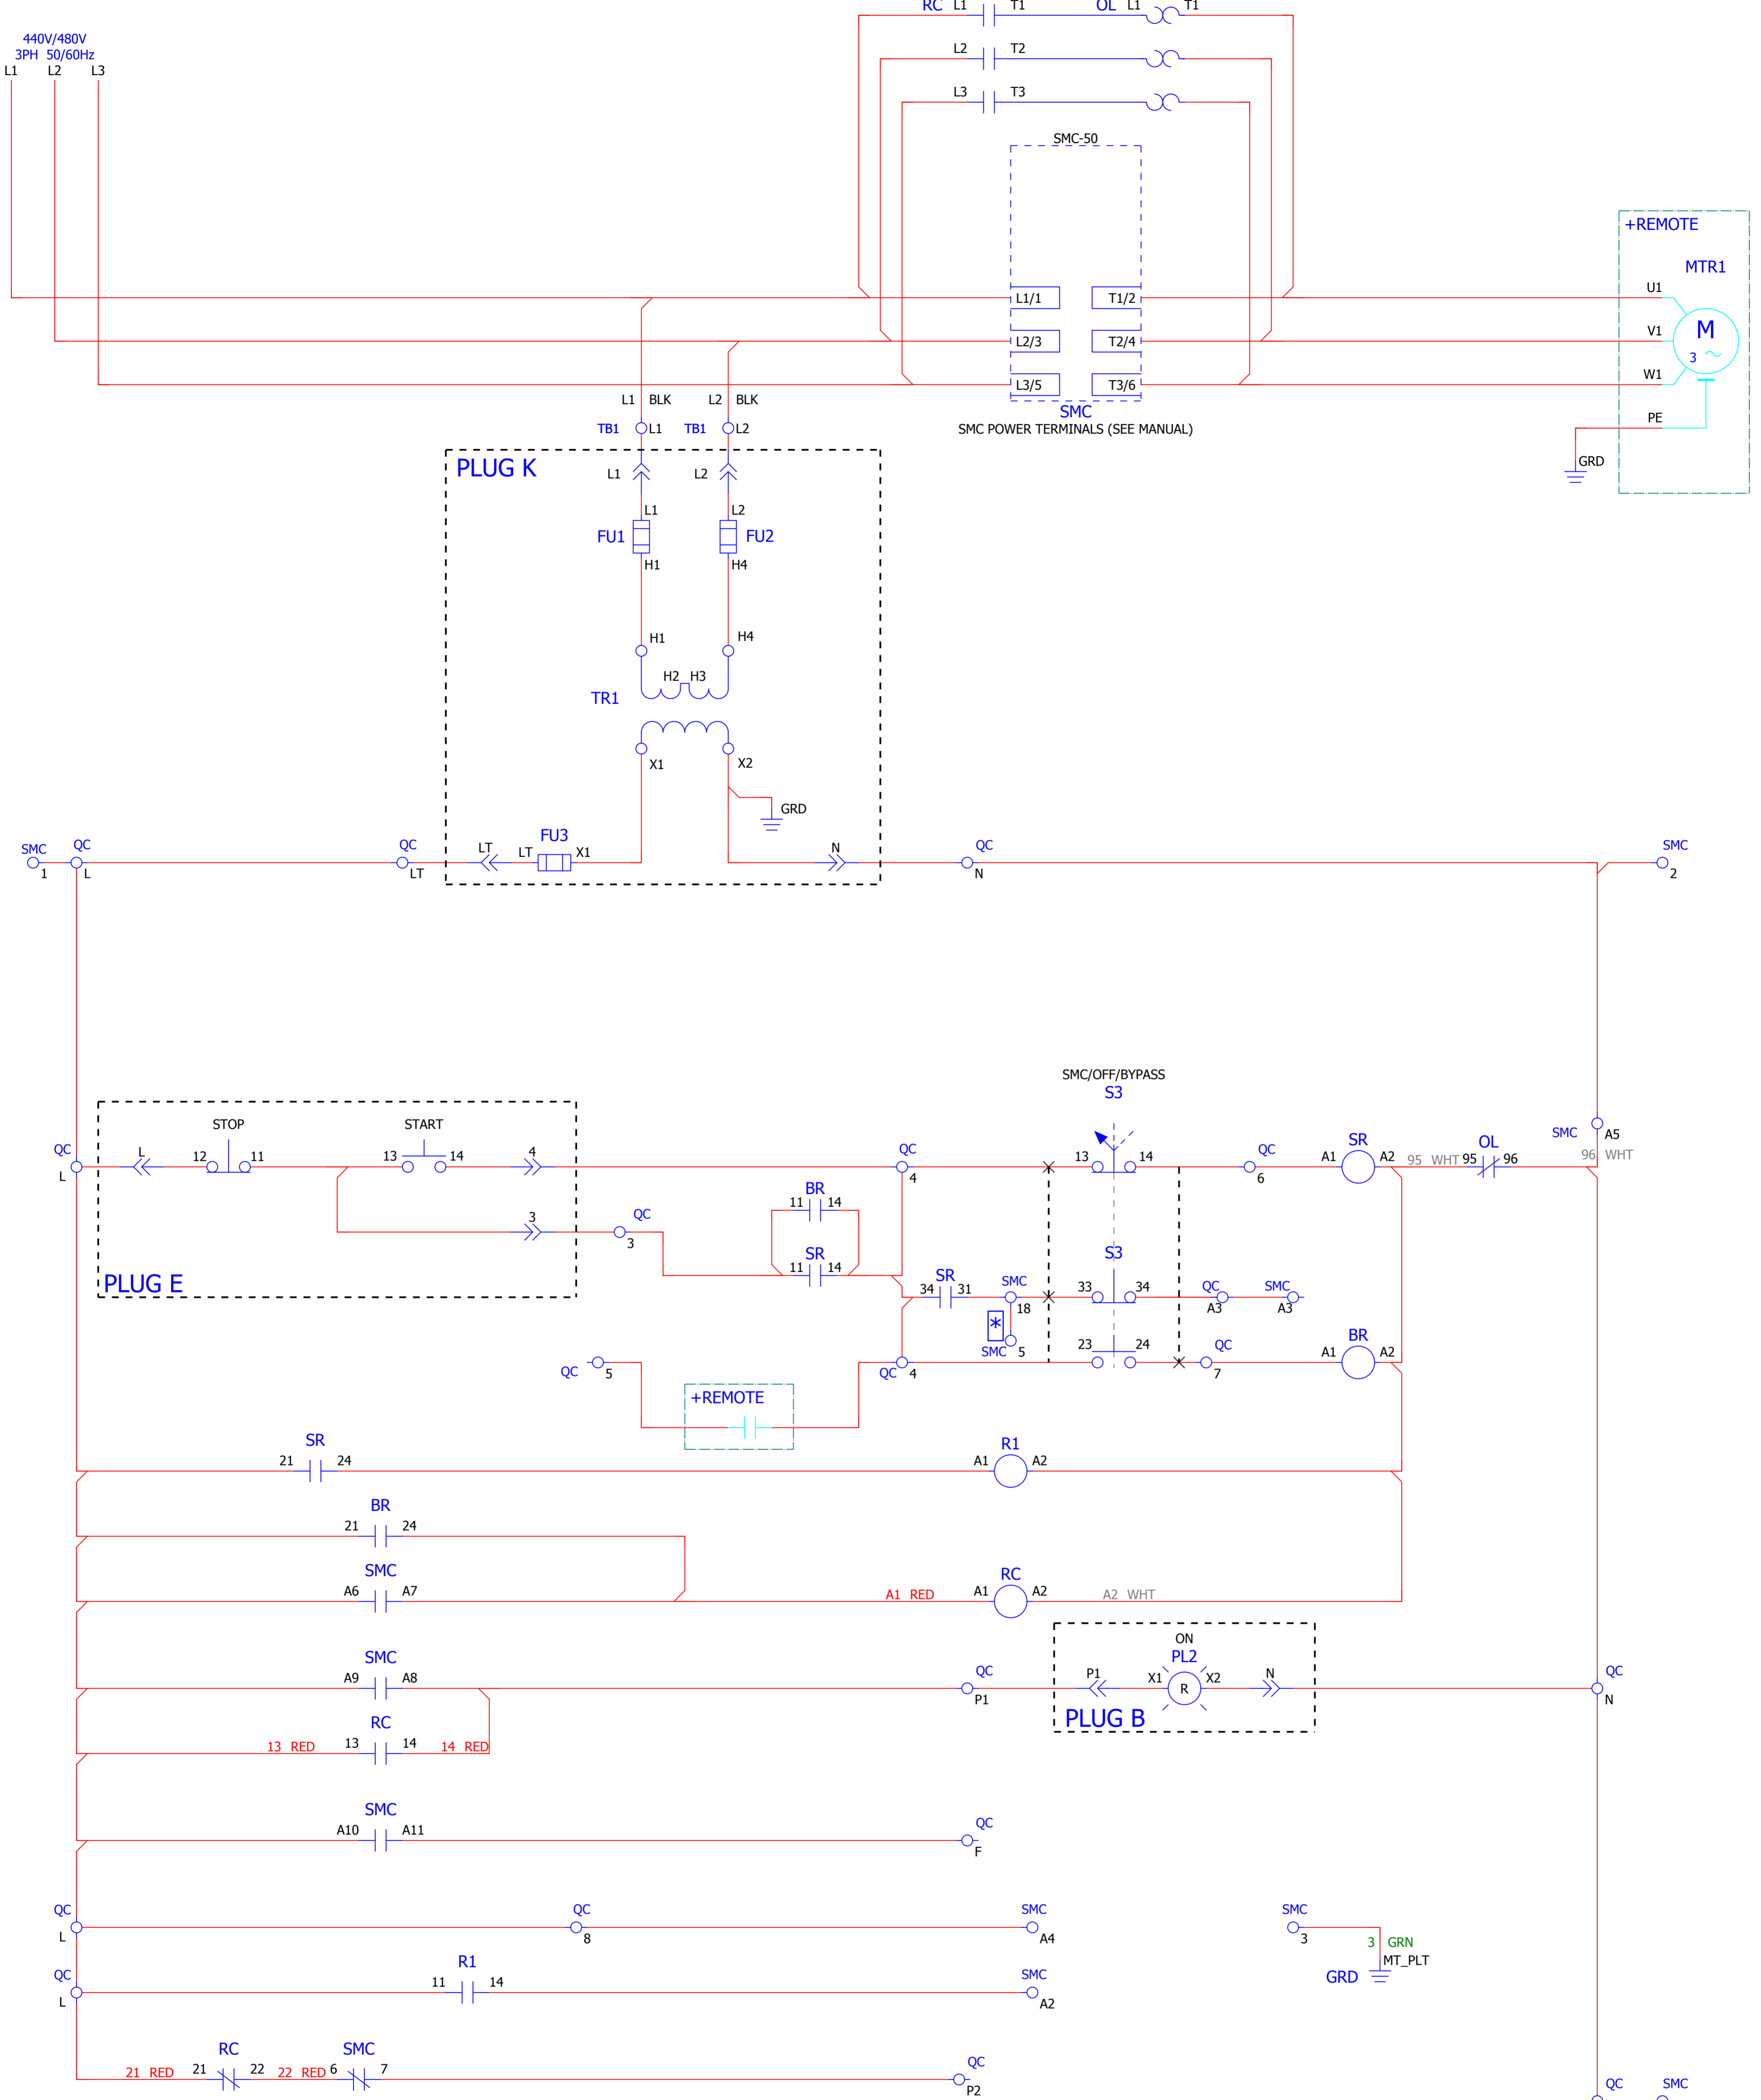 RC L1 T1 OL L1 T1
440V/480V
3PH 50/60Hz
L1 L2 L3
L2 T2
L3 T3
SMC-50
+REMOTE
MTR1
U1
L1/1 T1/2
V1
M
3
L2/3 T2/4
W1
L3/5 T3/6
L1 BLK L2 BLK
SMC
SMC POWER TERMINALS (SEE MANUAL)
PE
TB1 L1 TB1 L2
GRD
PLUG K
L1 L2
L1 L2
FU1 FU2
H1 H4
H1 H4
H2 H3
TR1
X1 X2
GRD
FU3
SMC QC QC LT LT X1 N QC SMC
1 L LT N 2
SMC/OFF/BYPASS
S3
STOP START
SMC A5
QC L 12 11 13 14 4 QC 13 14 QC SR A1 A2 95 WHT 95 OL 96 96 WHT
L 4 6
BR
11 14
3 QC
3
SR
11 14
S3
PLUG E
SR
34 31 SMC 33 34 QC SMC
18 A3 A3
*
SMC 5
BR
23 24 QC A1 A2
QC 5 QC 4 7
+REMOTE
SR R1
21 24 A1 A2
BR
21 24
SMC RC
A6 A7 A1 RED A1 A2 A2 WHT
ON
SMC PL2
A9 A8 QC P1 X1 R X2 N QC
P1 N
PLUG B
RC
13 RED 13 14 14 RED
SMC
A10 A11 QC
F
QC QC SMC SMC
L 8 A4 3
3 GRN
MT_PLT
GRD
QC R1 SMC
L 11 14 A2
RC SMC
21 RED 21 22 22 RED 6 7 QC
P2
QC SMC